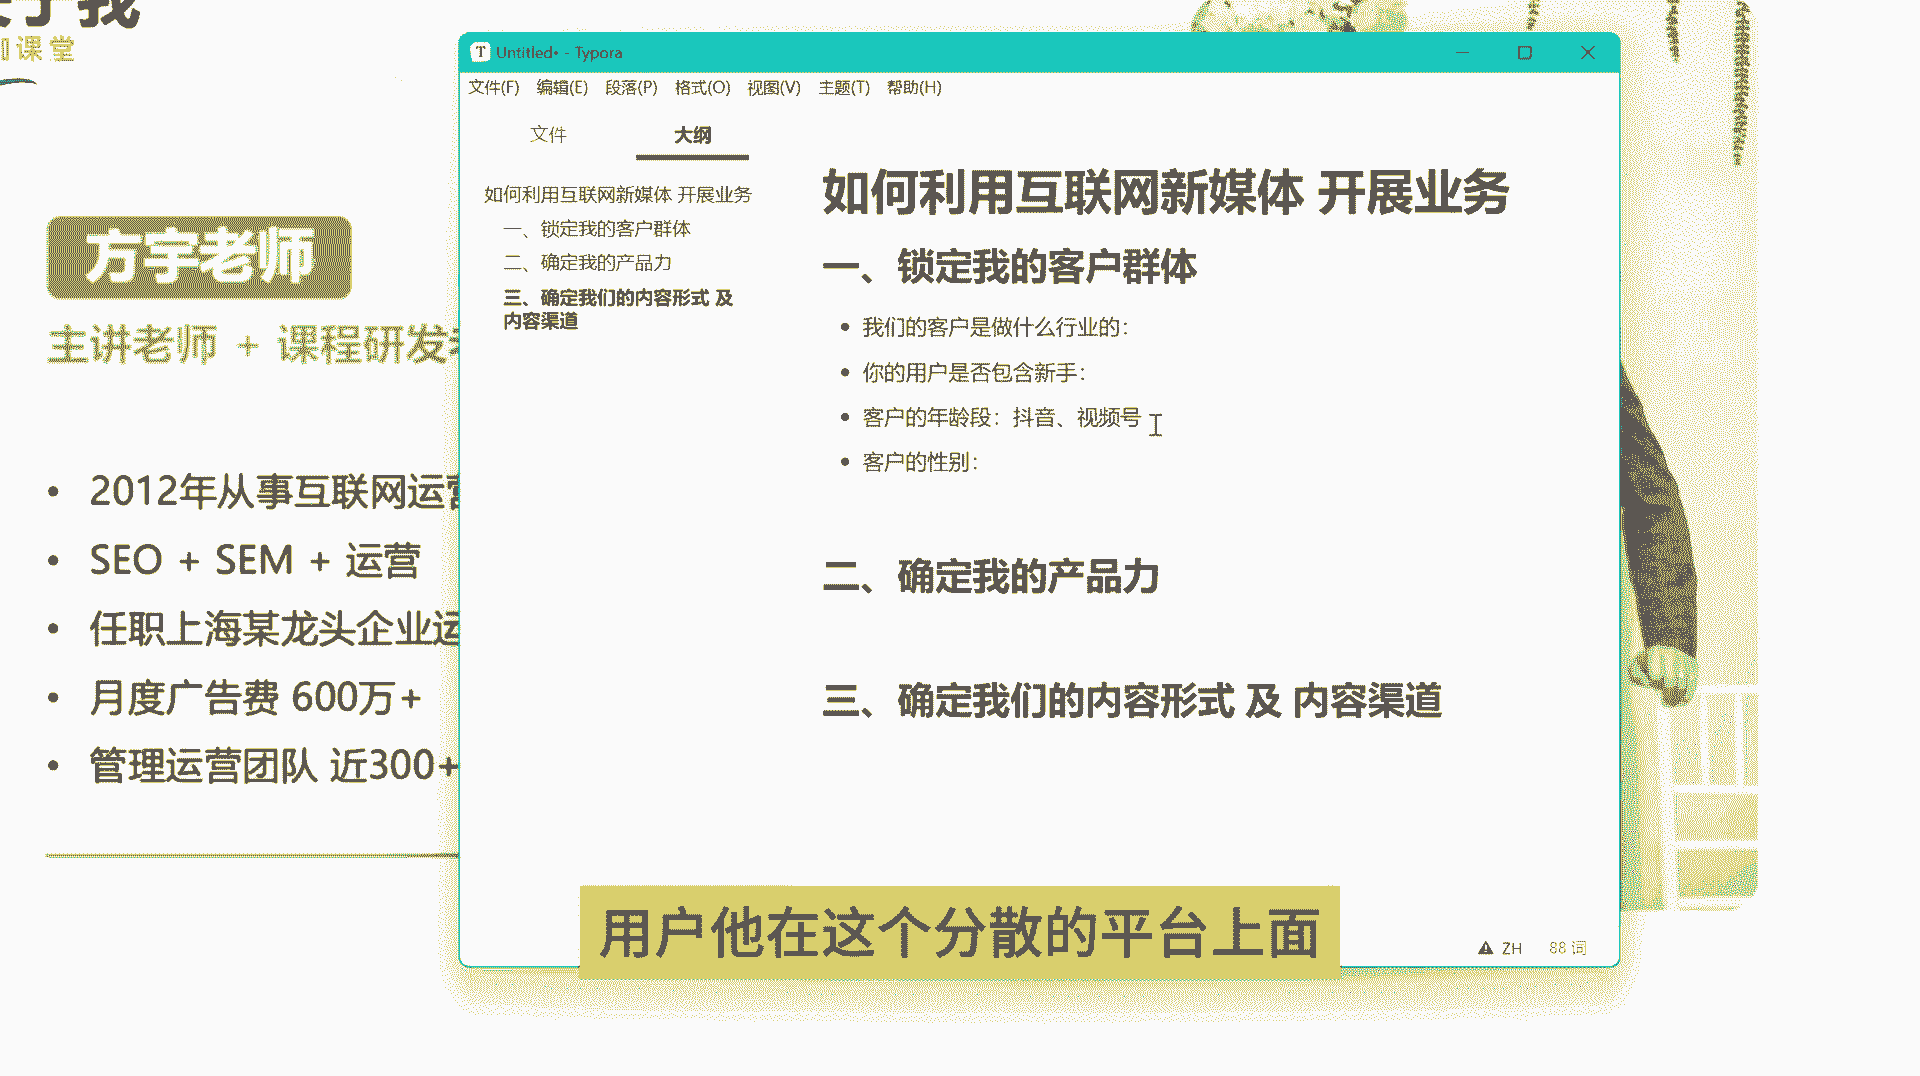 于我
课堂
方宇老师
主讲老师 + 课程研发
• 2012年从事互联网运营
• SEO + SEM + 运营
• 任职上海某龙头企业运
• 月度广告费 600万+
• 管理运营团队 近300+
Untitled• - Typora
文件(F) 编辑(E) 段落(P) 格式(O) 视图(V) 主题(T) 帮助(H)
文件 大纲
如何利用互联网新媒体 开展业务
一、锁定我的客户群体
二、确定我的产品力
三、确定我们的内容形式 及
内容渠道
如何利用互联网新媒体 开展业务
一、锁定我的客户群体
• 我们的客户是做什么行业的：
• 你的用户是否包含新手：
• 客户的年龄段：抖音、视频号
• 客户的性别：
二、确定我的产品力
三、确定我们的内容形式 及 内容渠道
用户他在这个分散的平台上面
ZH 88 词